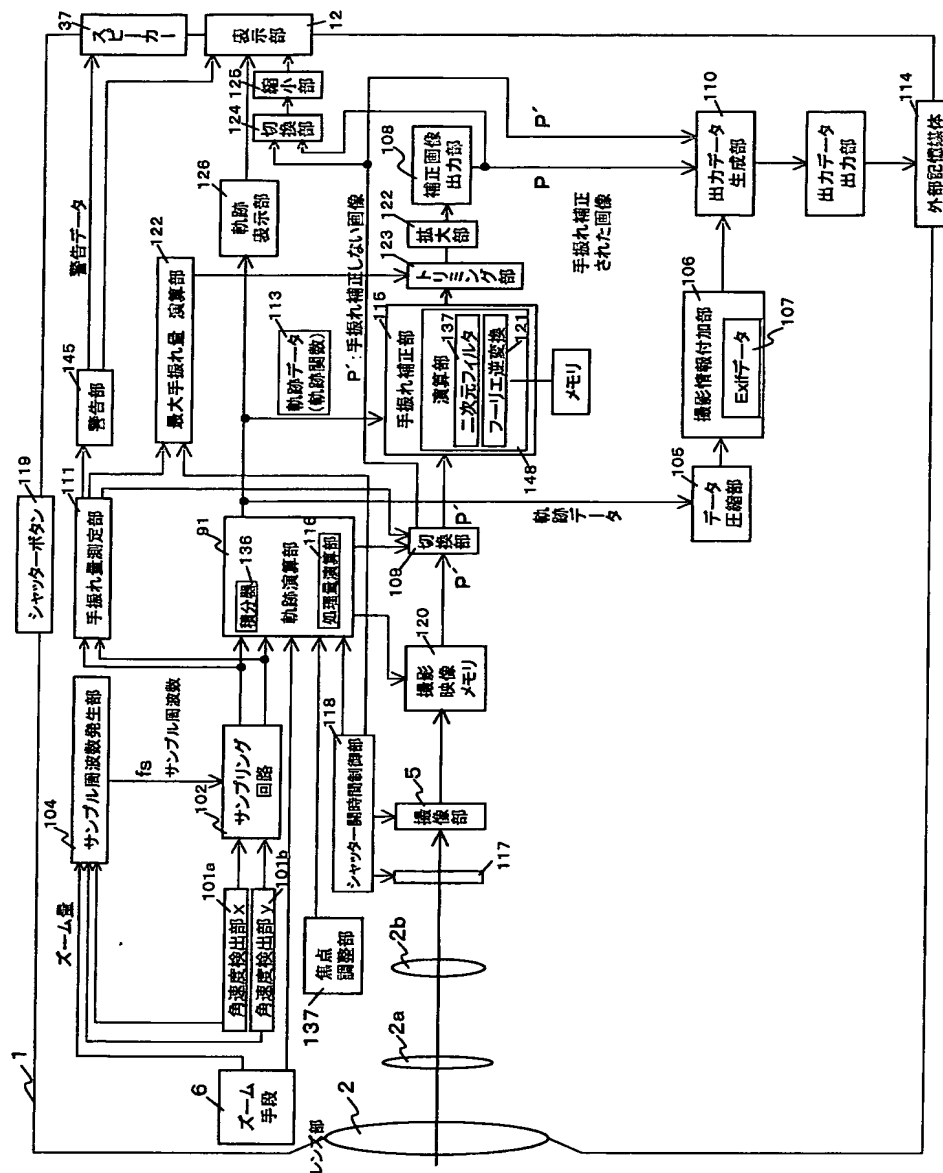 1
シャッターボタン
119
37
スピーカー
12
表示部
警告データ
145
警告部
111
手振れ量測定部
122
最大手振れ量 演算部
126
軌跡
表示部
124
切換部
125
縮小部
104
サンプル周波数発生部
ズーム量
fs
サンプル周波数
102
サンプリング
回路
91
136
積分器
軌跡演算部
116
処理量演算部
113
軌跡データ
(軌跡関数)
P´:手振れ補正しない画像
101a
角速度検出部 x
101b
角速度検出部 y
6
ズーム
手段
137
焦点
調整部
118
シャッター開時間制御部
109
切換部
P´
P´
115
手振れ補正部
演算部
137
二次元フィルタ
フーリエ逆変換
121
148
メモリ
123
トリミング部
122
拡大部
108
補正画像
出力部
P
P´
手振れ補正
された画像
110
出力データ
生成部
出力データ
出力部
114
外部記憶媒体
軌跡データ
105
データ
圧縮部
106
撮影情報付加部
107
Exifデータ
120
撮影
映像
メモリ
5
撮像部
117
2b
2a
2
レンズ部